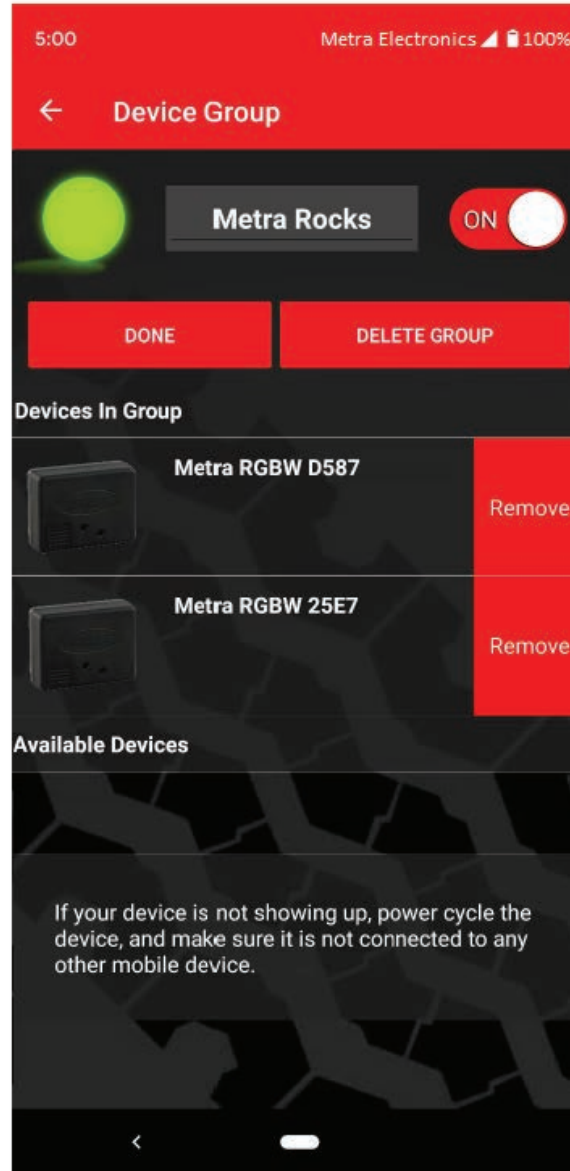 5:00 Metra Electronics 100%
Device Group
Metra Rocks ON
DONE DELETE GROUP
Devices In Group
Metra RGBW D587
Remove
Metra RGBW 25E7
Remove
Available Devices
If your device is not showing up, power cycle the
device, and make sure it is not connected to any
other mobile device.